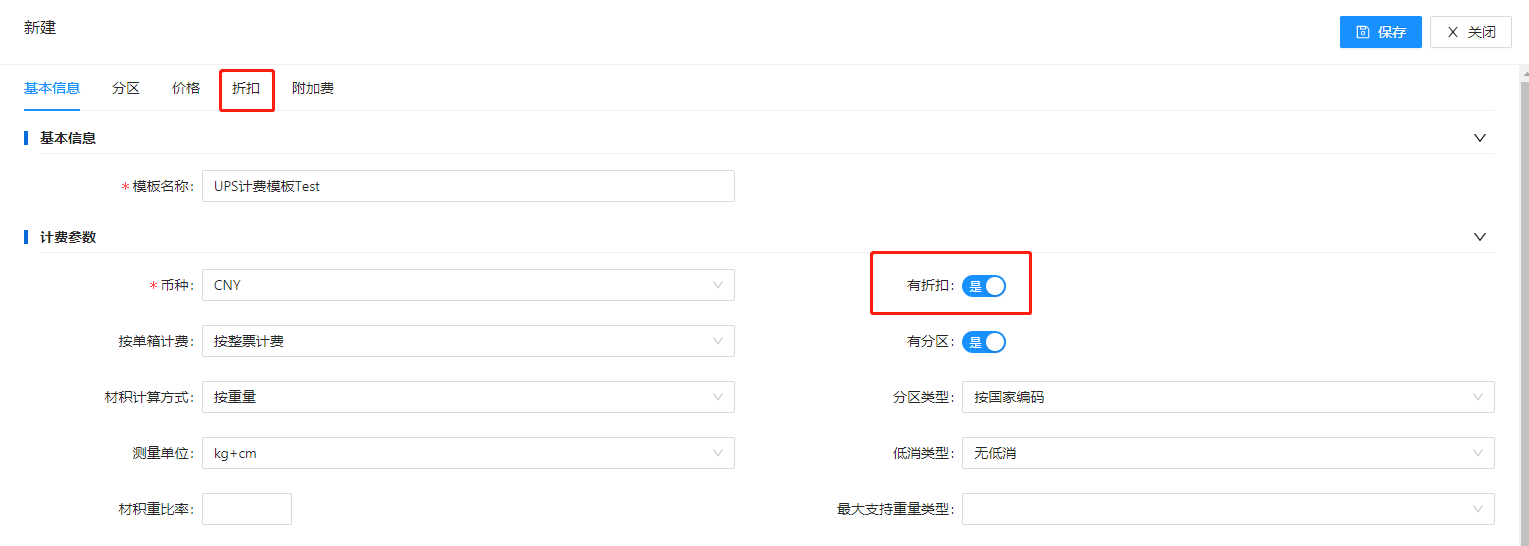 新建
保存
关闭
基本信息 分区 价格 折扣 附加费
基本信息
*模板名称: UPS计费模板Test
计费参数
*币种: CNY
有折扣: 是
按单箱计费: 按整票计费
有分区: 是
材积计算方式: 按重量
分区类型: 按国家编码
测量单位: kg+cm
低消类型: 无低消
材积重比率:
最大支持重量类型: